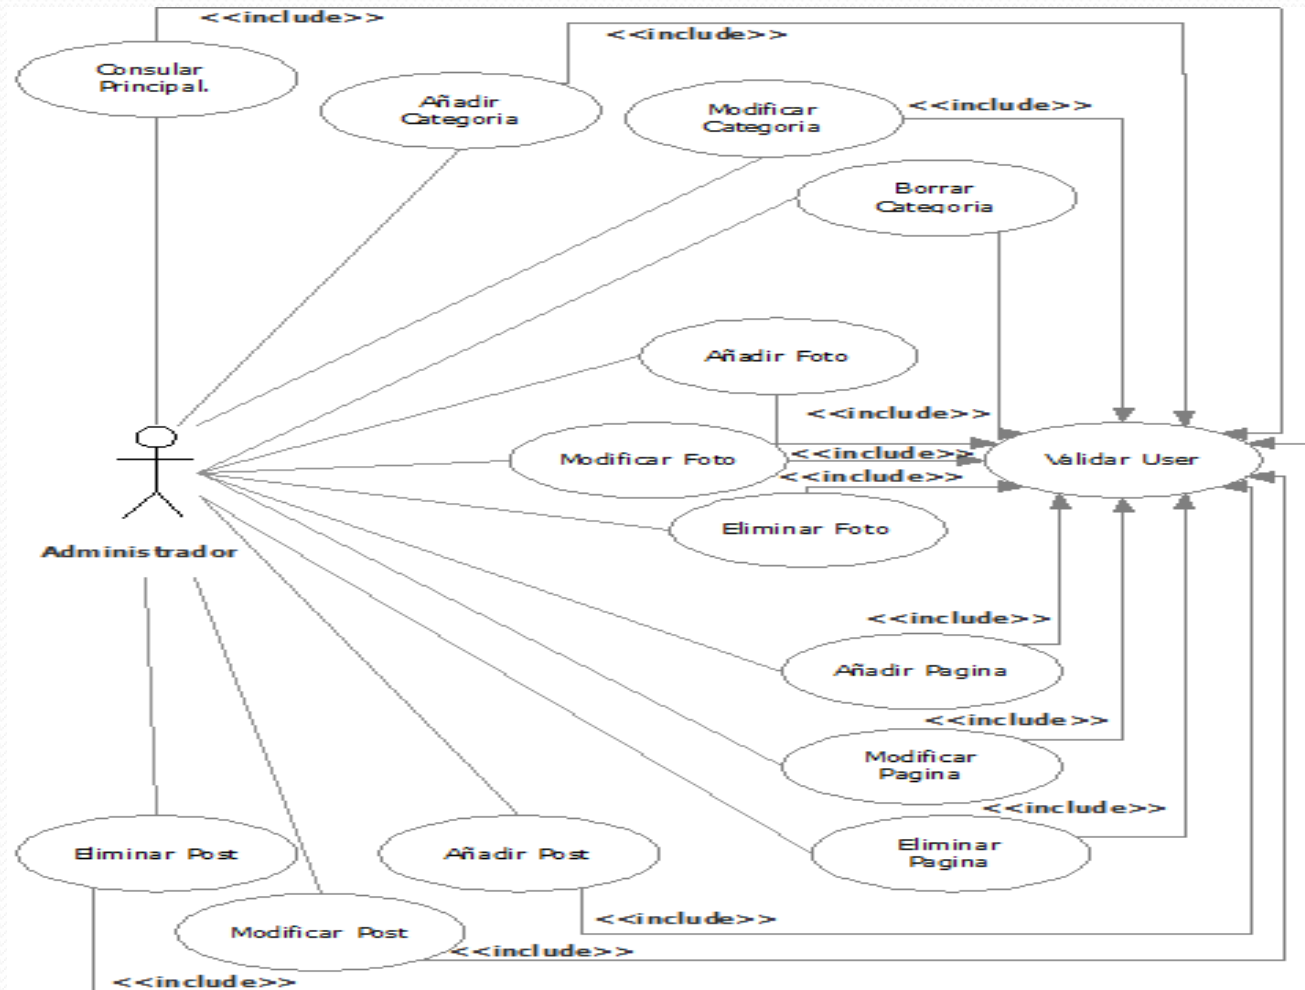 <<include>>
<<include>>
Consular
Principal.
Añadir
Categoria
Modificar
Categoria
<<include>>
Borrar
Categoria
Añadir Foto
<<include>>
Modificar Foto
<<include>>
Validar User
<<include>>
Eliminar Foto
Administrador
<<include>>
Añadir Pagina
<<include>>
Modificar
Pagina
<<include>>
Eliminar Post
Añadir Post
Eliminar
Pagina
<<include>>
Modificar Post
<<include>>
<<include>>